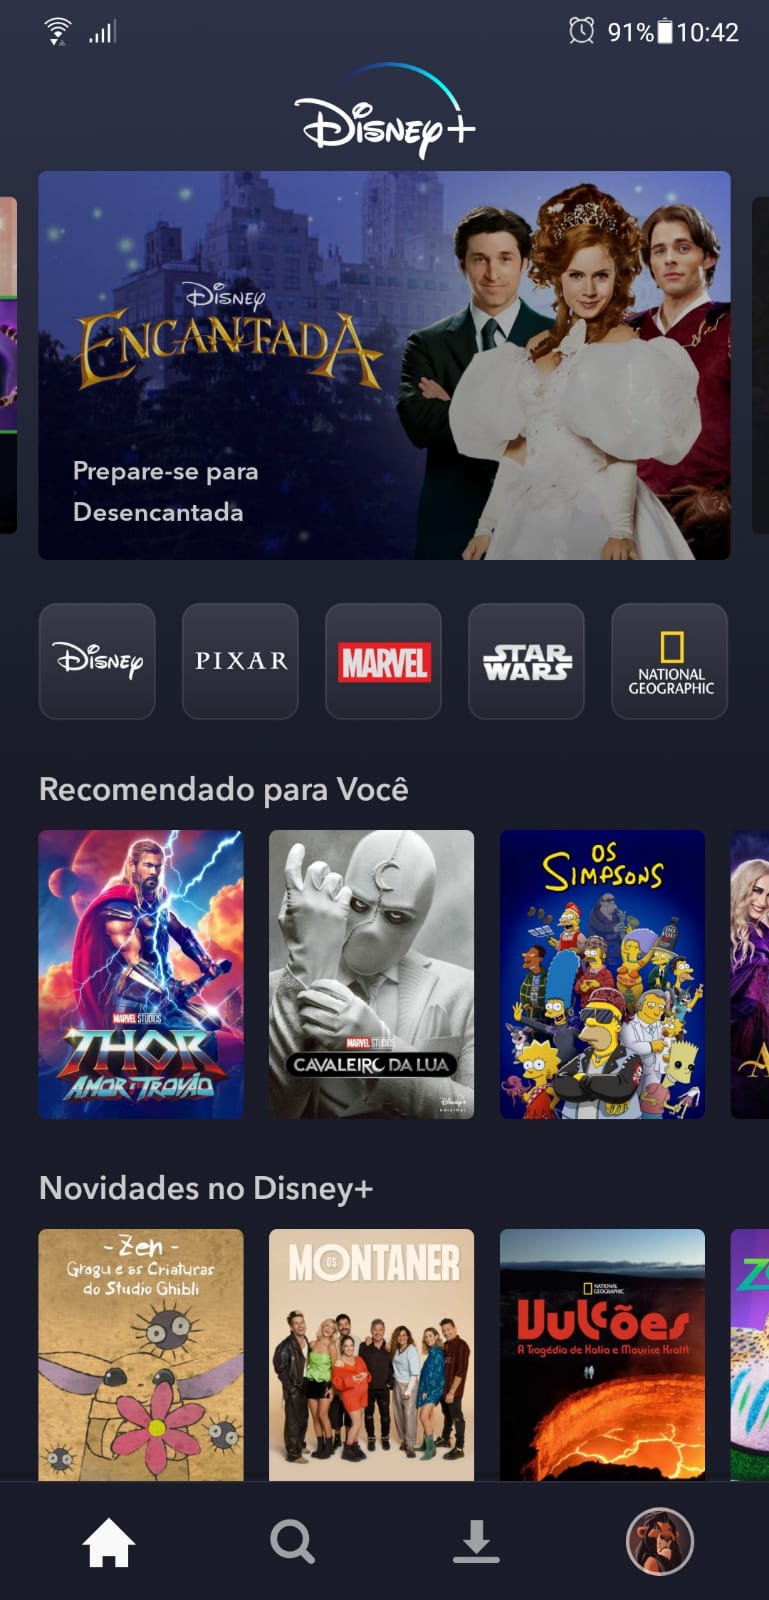 91% 10:42
Disney+
Disney
ENCANTADA
Prepare-se para
Desencantada
Disney
PIXAR
MARVEL
STAR
WARS
NATIONAL
GEOGRAPHIC
Recomendado para Você
MARVEL STUDIOS
THOR
AMOR E TROVÃO
MARVEL STUDIOS
CAVALEIRO DA LUA
Disney+
ORIGINAL
OS
SIMPSONS
Novidades no Disney+
- Zen -
Grogu e as Criaturas
do Studio Ghibli
OS
MONTANER
NATIONAL
GEOGRAPHIC
Vulcões
A Tragédia de Katia e Maurice Krafft